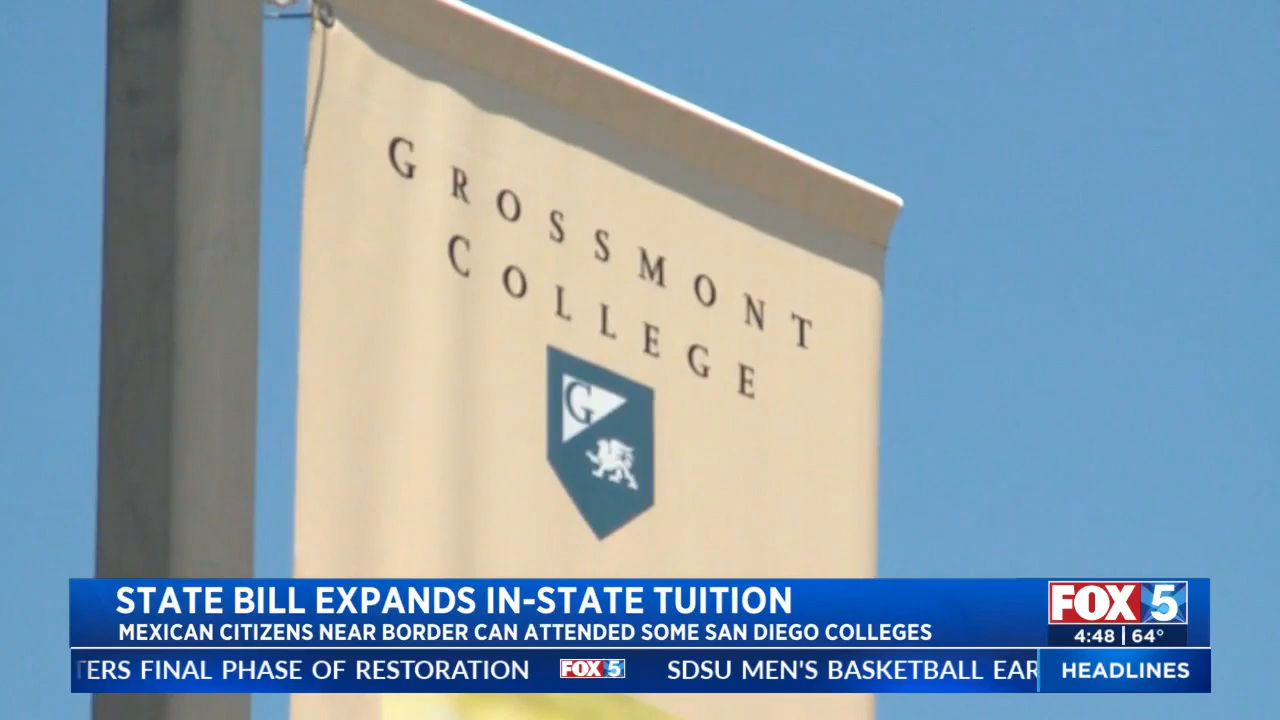 GROSSMONT
COLLEGE
G
STATE BILL EXPANDS IN-STATE TUITION
MEXICAN CITIZENS NEAR BORDER CAN ATTENDED SOME SAN DIEGO COLLEGES
FOX 5
4:48 | 64°
TERS FINAL PHASE OF RESTORATION FOX 5 SDSU MEN'S BASKETBALL EAR
HEADLINES